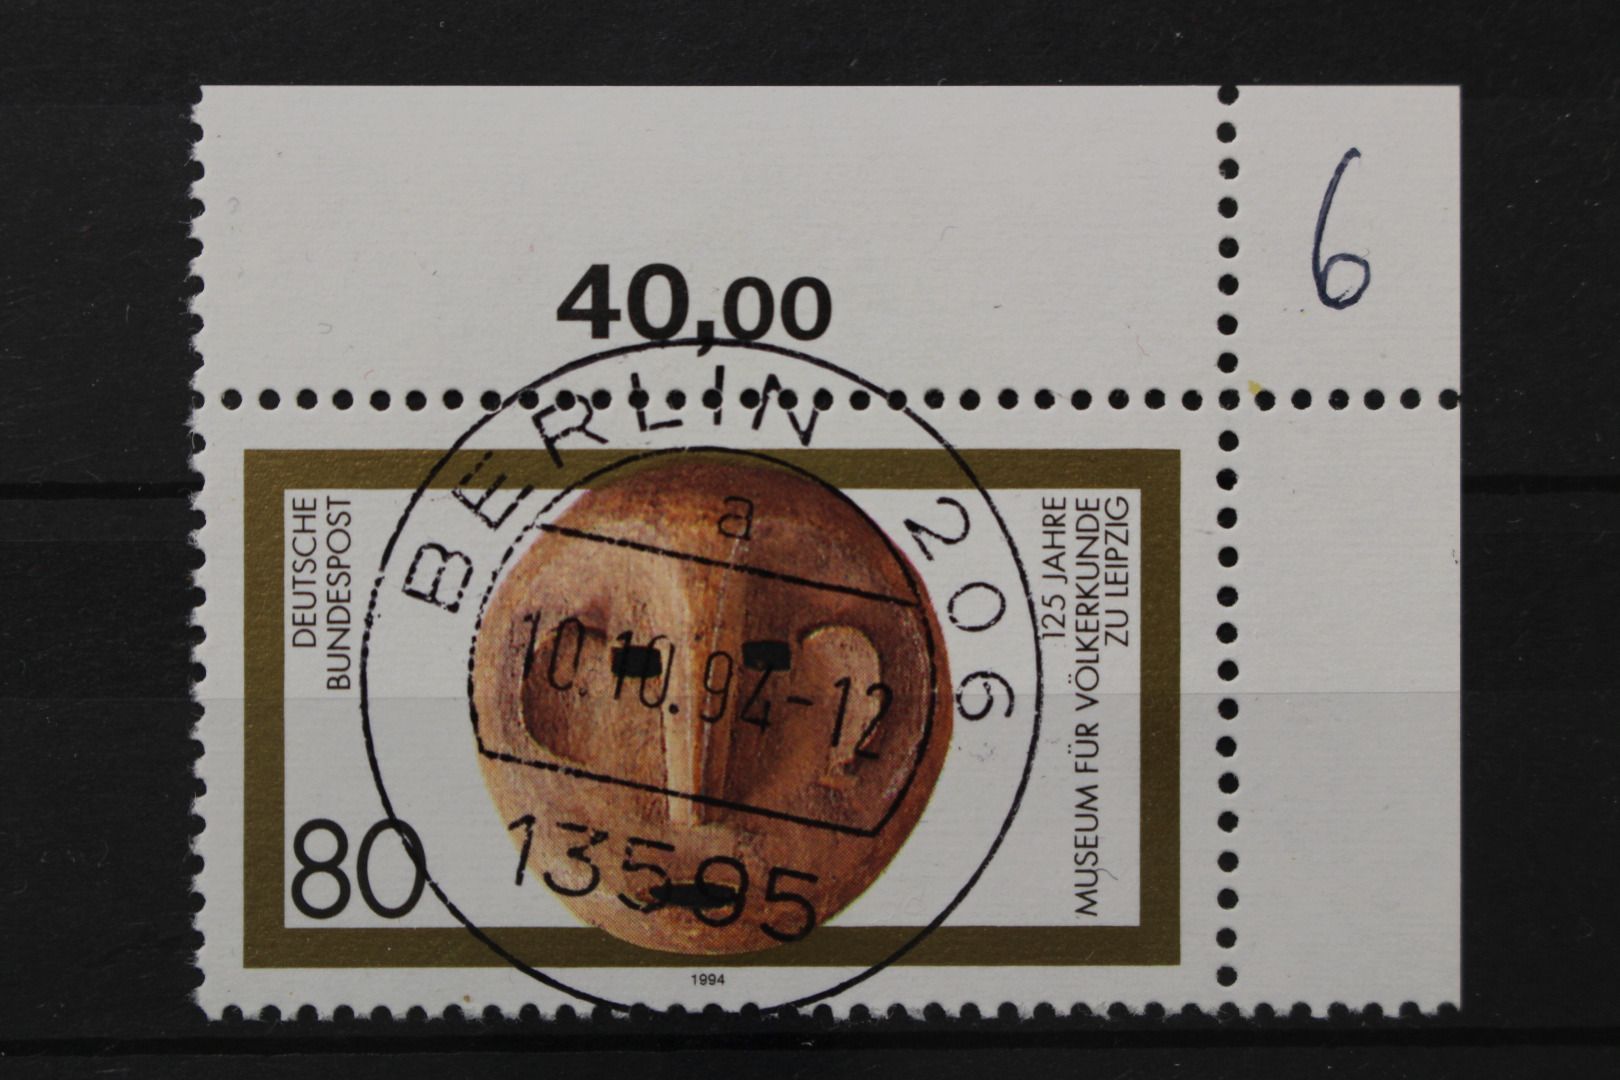 6
40,00
BERLIN 206
a
10.10.94-12
13595
DEUTSCHE
BUNDESPOST
80
125 JAHRE
MUSEUM FÜR VÖLKERKUNDE
ZU LEIPZIG
1994